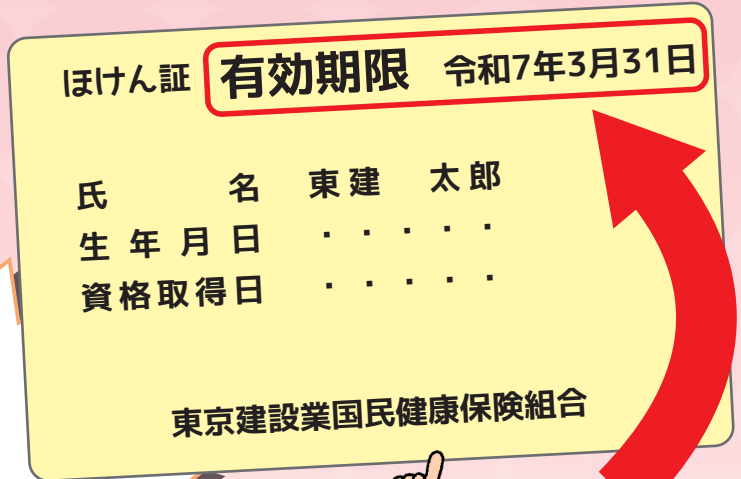 ほけん証 有効期限 令和7年3月31日
氏名 東建 太郎
生年月日 ・・・・・
資格取得日 ・・・・・
東京建設業国民健康保険組合